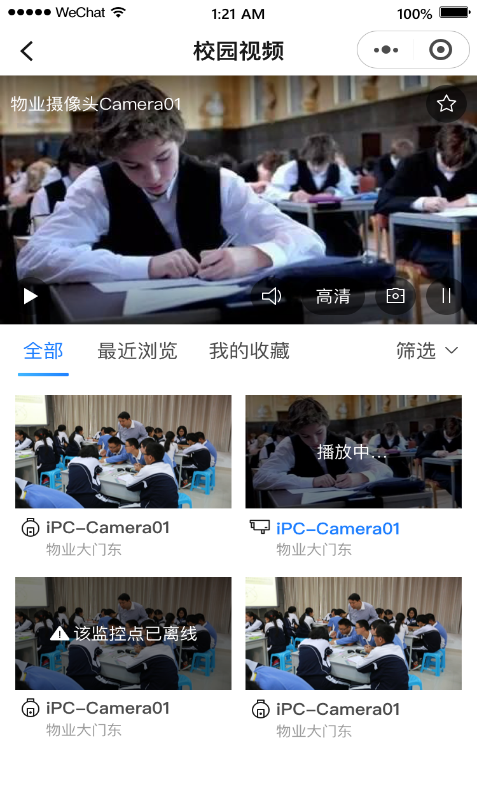 WeChat 1:21 AM 100%
校园视频
物业摄像头Camera01
高清
全部 最近浏览 我的收藏 筛选
播放中...
iPC-Camera01 iPC-Camera01
物业大门东 物业大门东
该监控点已离线
iPC-Camera01 iPC-Camera01
物业大门东 物业大门东